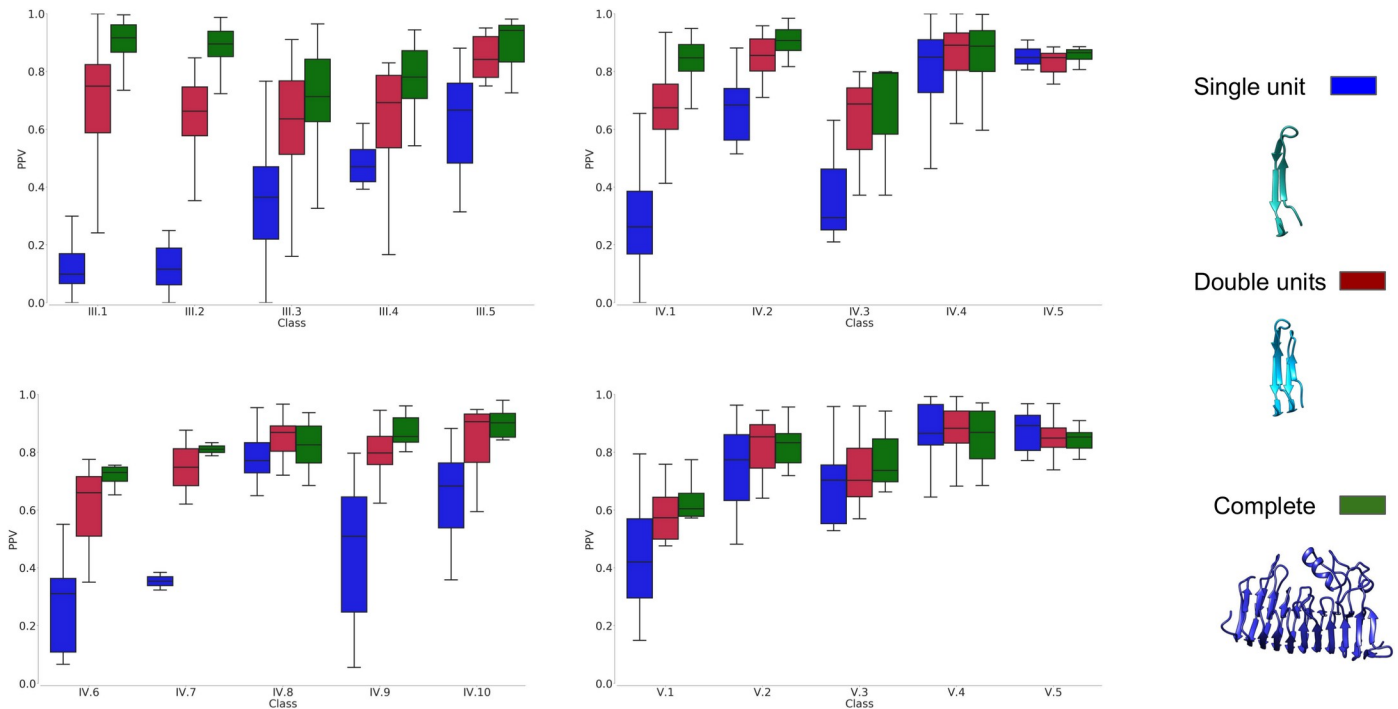 1.0
0.8
0.6
0.4
0.2
0.0
PPV
III.1 III.2 III.3 III.4 III.5
Class
1.0
0.8
0.6
0.4
0.2
0.0
PPV
IV.1 IV.2 IV.3 IV.4 IV.5
Class
Single unit
Double units
Complete
1.0
0.8
0.6
0.4
0.2
0.0
PPV
IV.6 IV.7 IV.8 IV.9 IV.10
Class
1.0
0.8
0.6
0.4
0.2
0.0
PPV
V.1 V.2 V.3 V.4 V.5
Class